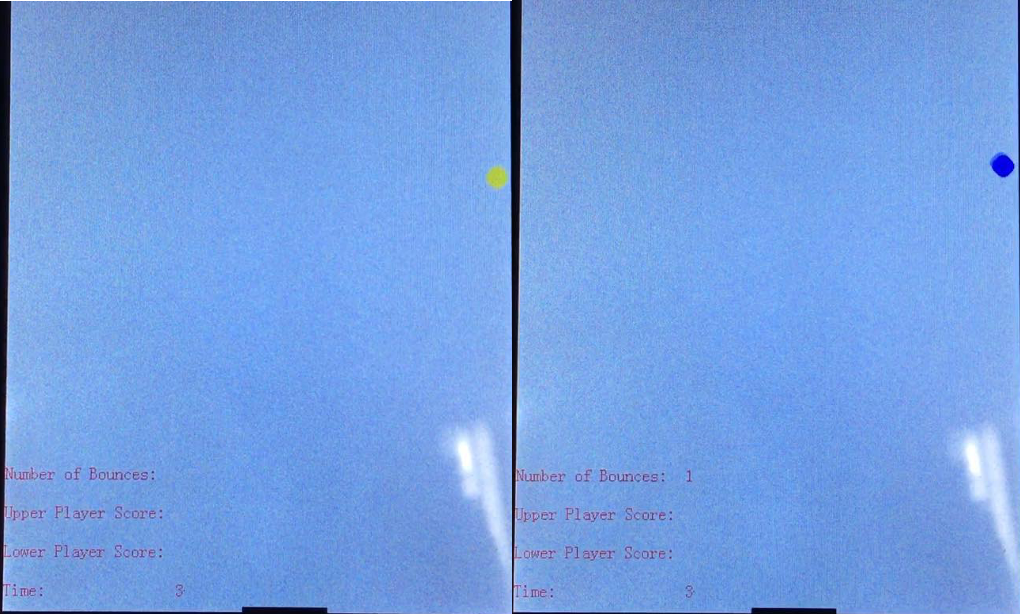 Number of Bounces:
Upper Player Score:
Lower Player Score:
Time: 3
Number of Bounces: 1
Upper Player Score:
Lower Player Score:
Time: 3